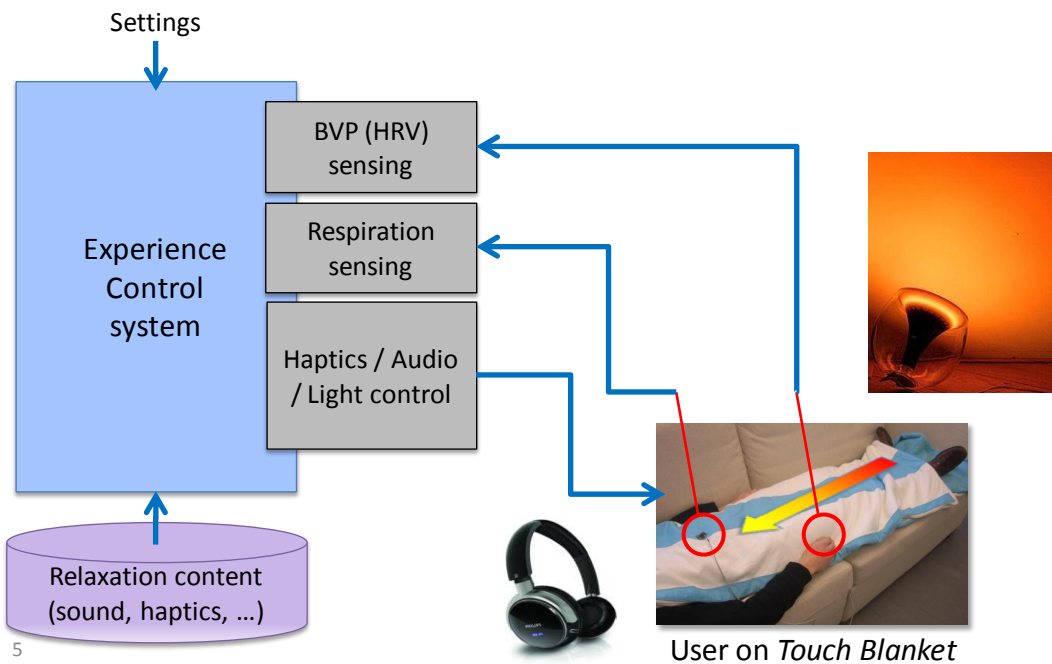 Settings
BVP (HRV)
sensing
Respiration
sensing
Experience
Control
system
Haptics / Audio
/ Light control
Relaxation content
(sound, haptics, …)
PHILIPS
User on Touch Blanket
5